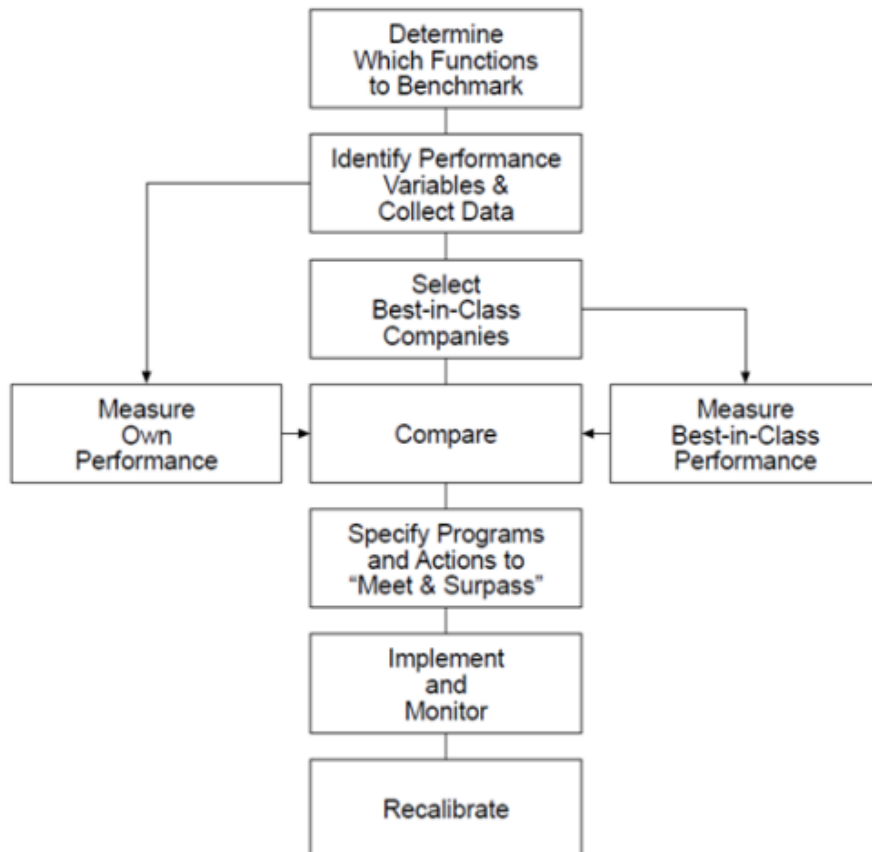 Determine
Which Functions
to Benchmark
Identify Performance
Variables &
Collect Data
Select
Best-in-Class
Companies
Measure
Own
Performance
Compare
Measure
Best-in-Class
Performance
Specify Programs
and Actions to
“Meet & Surpass”
Implement
and
Monitor
Recalibrate